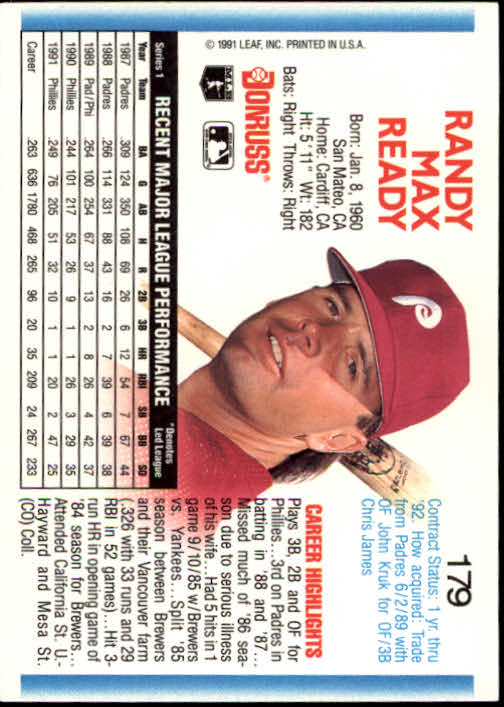 179
RANDY
MAX
READY
Born: Jan. 8, 1960
San Mateo, CA
Home: Cardiff, CA
Ht: 5' 11" Wt: 182
Bats: Right Throws: Right
DONRUSS®
MLB
© 1991 LEAF, INC. PRINTED IN U.S.A.
Contract Status: 1 yr. thru
'92. How acquired: Trade
from Padres 6/2/89 with
OF John Kruk for OF/3B
Chris James
CAREER HIGHLIGHTS
Plays 3B, 2B and OF for
Phillies...3rd on Padres in
batting in '88 and '87...
Missed much of '86 sea-
son due to serious illness
of his wife...Had 5 hits in 1
game 9/10/85 w/Brewers
vs. Yankees... Split '85
season between Brewers
and their Vancouver farm
(.326 with 33 runs and 29
RBI in 52 games)...Hit 3-
run HR in opening game of
'84 season for Brewers...
Attended California St. U.-
Hayward and Mesa St.
(CO) Coll.
Series 1 RECENT MAJOR LEAGUE PERFORMANCE *Denotes
Led League
Year Team BA G AB H R 2B 3B HR RBI SB BB SO
1987 Padres .309 124 350 108 69 26 6 12 54 7 67 44
1988 Padres .266 114 331 88 43 16 2 7 39 6 39 38
1989 Pad/Phi .264 100 254 67 37 13 2 8 26 4 42 37
1990 Phillies .244 101 217 53 26 9 1 1 26 3 29 35
1991 Phillies .249 76 205 51 32 10 1 1 20 2 47 25
Career .263 636 1780 468 265 96 20 35 209 24 267 233